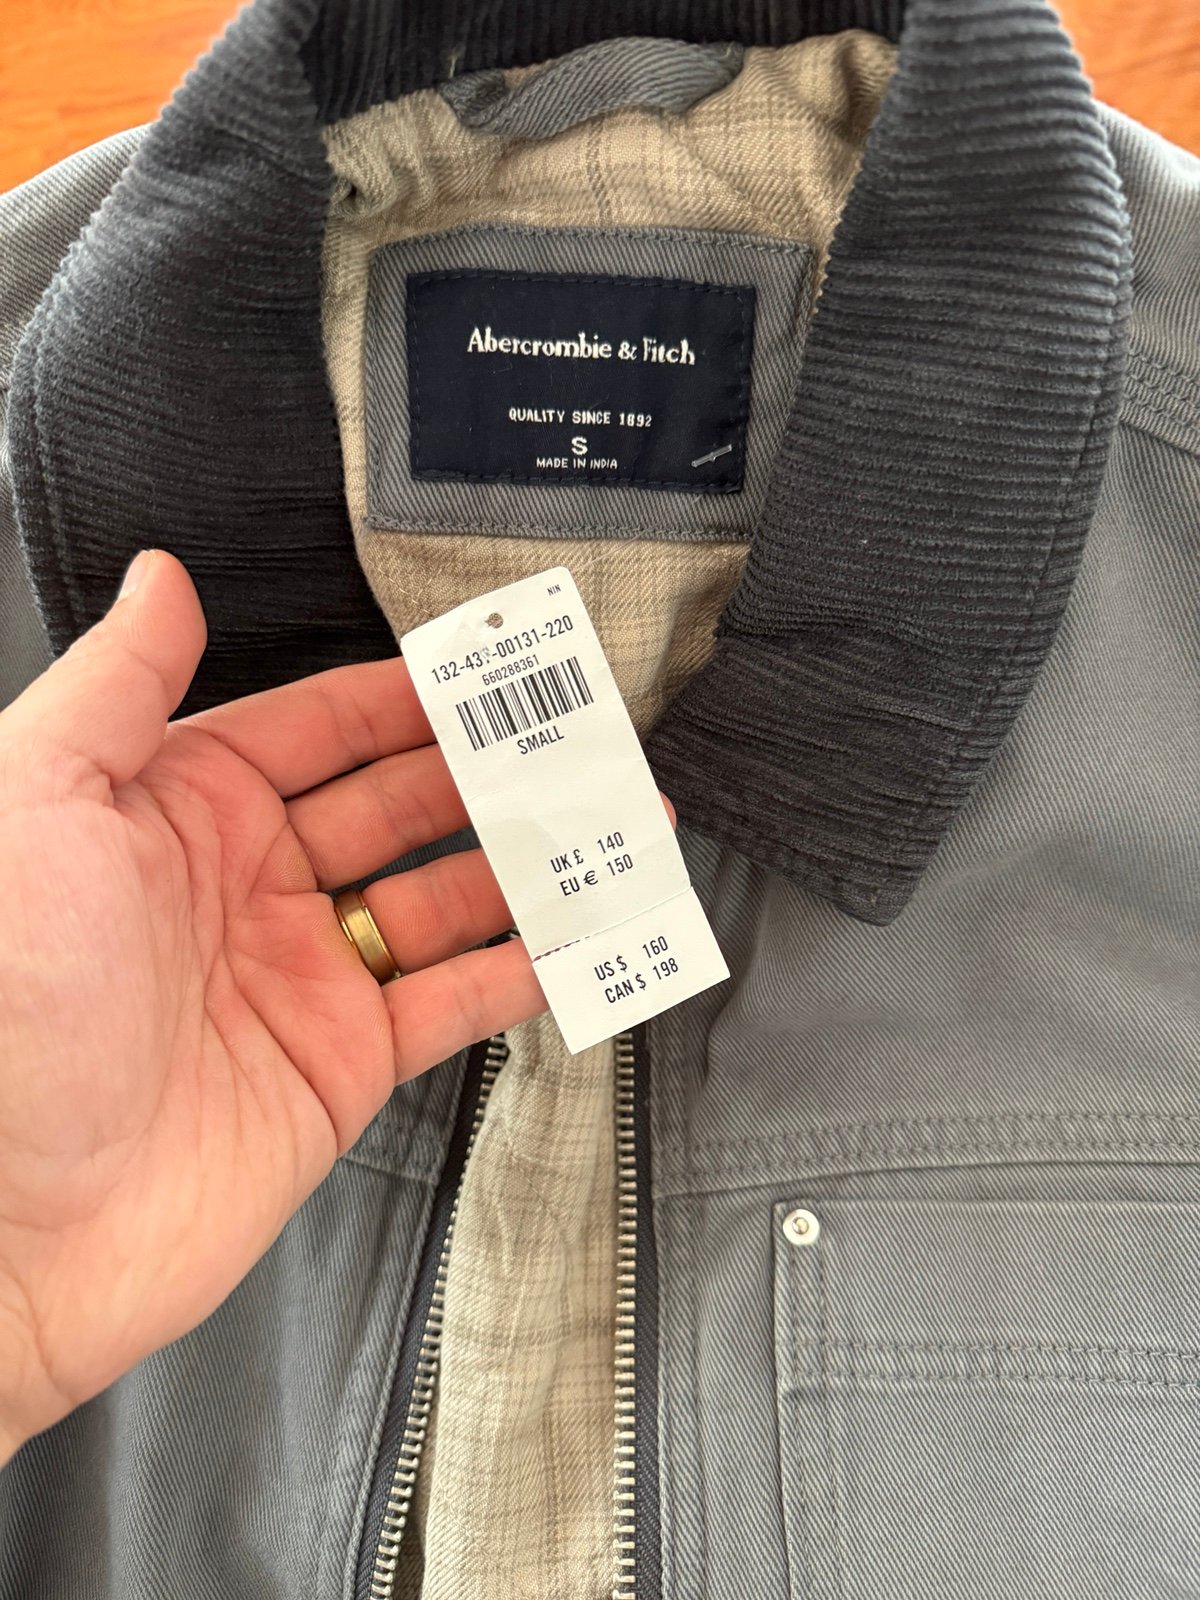 Abercrombie & Fitch
QUALITY SINCE 1892
S
MADE IN INDIA
NIN
660288361
SMALL
UK £ 140
EU € 150
US $ 160
CAN $ 198